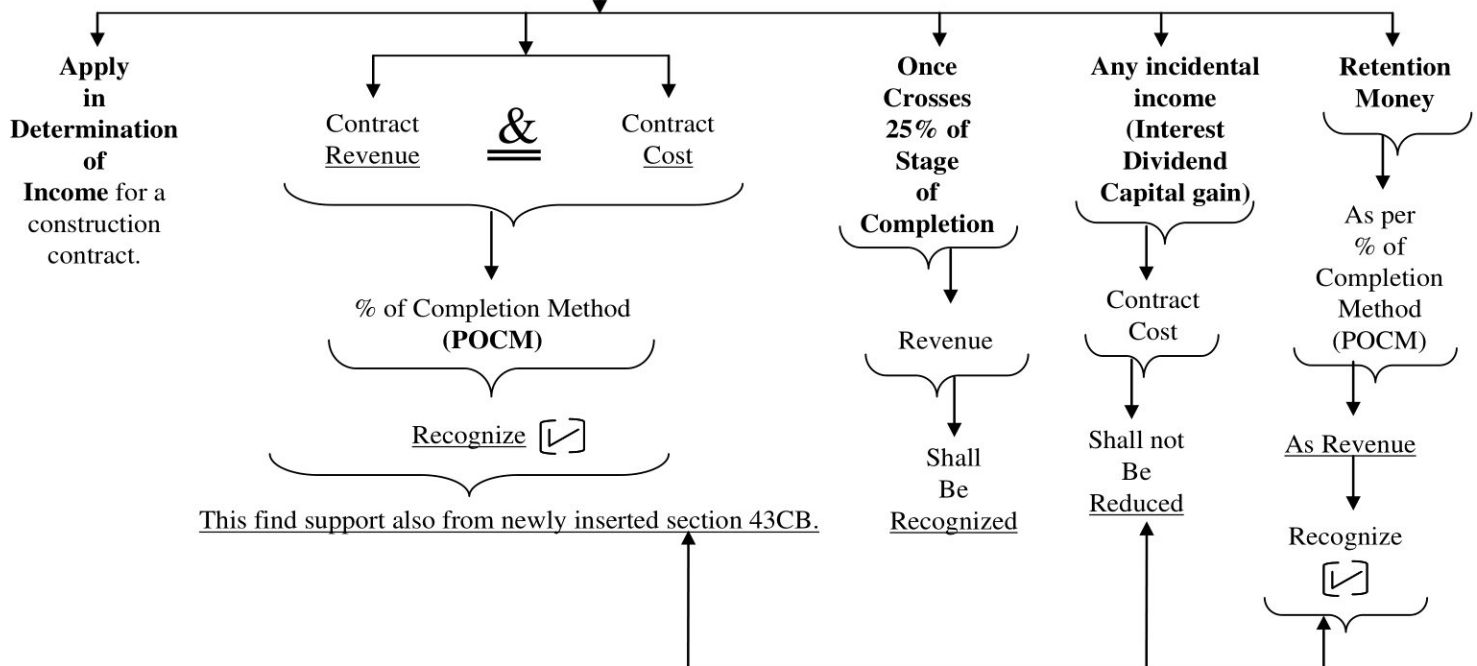 Apply
in
Determination
of
Income for a
construction
contract.
Contract
Revenue
&
Contract
Cost
% of Completion Method
(POCM)
Recognize
This find support also from newly inserted section 43CB.
Once
Crosses
25% of
Stage
of
Completion
Revenue
Shall
Be
Recognized
Any incidental
income
(Interest
Dividend
Capital gain)
Contract
Cost
Shall not
Be
Reduced
Retention
Money
As per
% of
Completion
Method
(POCM)
As Revenue
Recognize